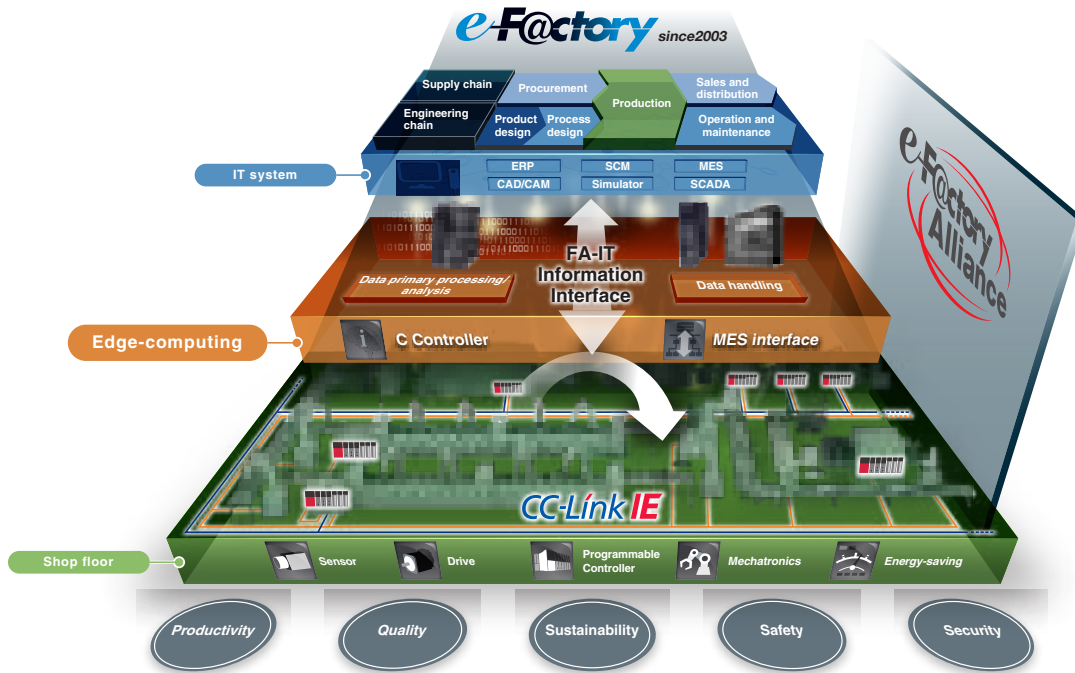 e-F@ctory since2003
Supply chain
Procurement
Production
Sales and
distribution
Engineering
chain
Product
design
Process
design
Operation and
maintenance
IT system
ERP
SCM
MES
CAD/CAM
Simulator
SCADA
FA-IT
Information
Interface
Data primary processing/
analysis
Data handling
Edge-computing
C Controller
MES interface
e-F@ctory
Alliance
CC-Link IE
Shop floor
Sensor
Drive
Programmable
Controller
Mechatronics
Energy-saving
Productivity
Quality
Sustainability
Safety
Security